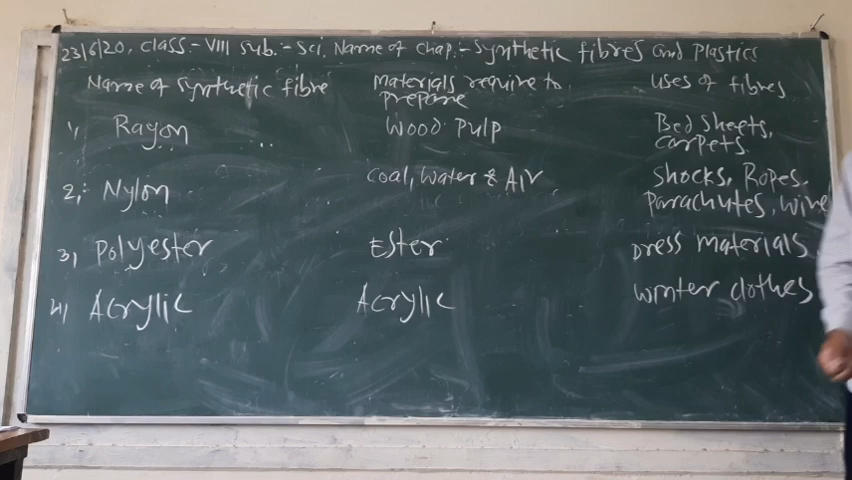 23/6/20, Class.- VIII Sub.:- Sci. Name of Chap.:- Synthetic fibres and Plastics
Name of Synthetic fibre Materials require to prepare Uses of fibres
1, Rayon Wood Pulp Bed Sheets, Carpets.
2, Nylon Coal, Water & Air Shocks, Ropes, Parachutes, Wire
3, Polyester Ester Dress materials
4, Acrylic Acrylic Winter clothes